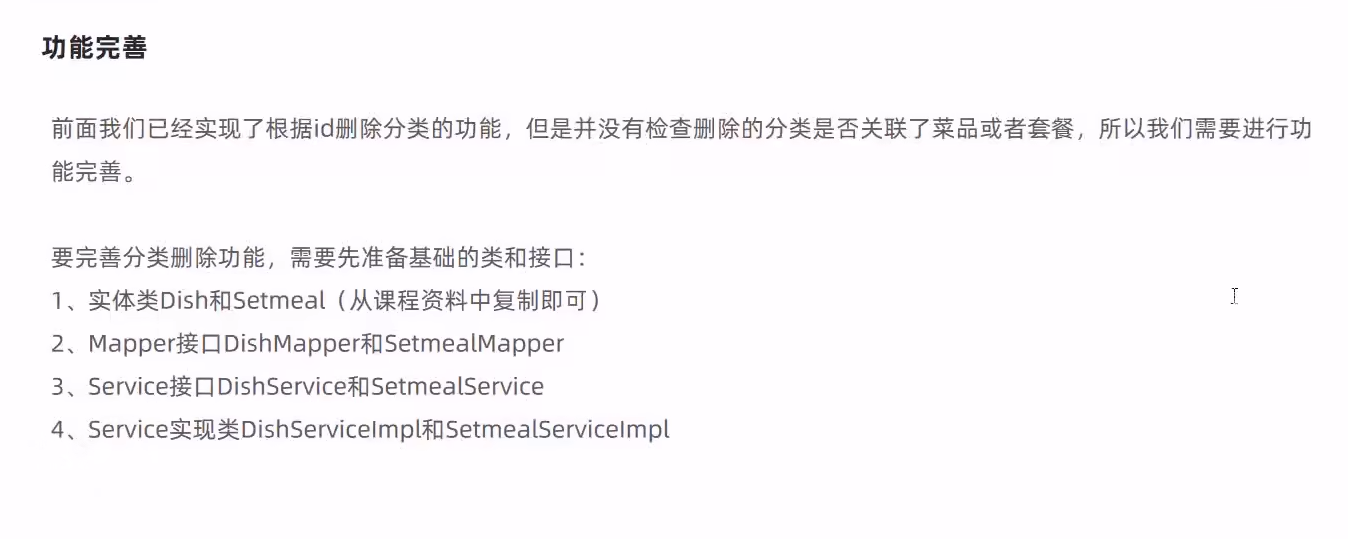 功能完善
前面我们已经实现了根据id删除分类的功能，但是并没有检查删除的分类是否关联了菜品或者套餐，所以我们需要进行功
能完善。
要完善分类删除功能，需要先准备基础的类和接口：
1、实体类Dish和Setmeal（从课程资料中复制即可）
2、Mapper接口DishMapper和SetmealMapper
3、Service接口DishService和SetmealService
4、Service实现类DishServiceImpl和SetmealServiceImpl